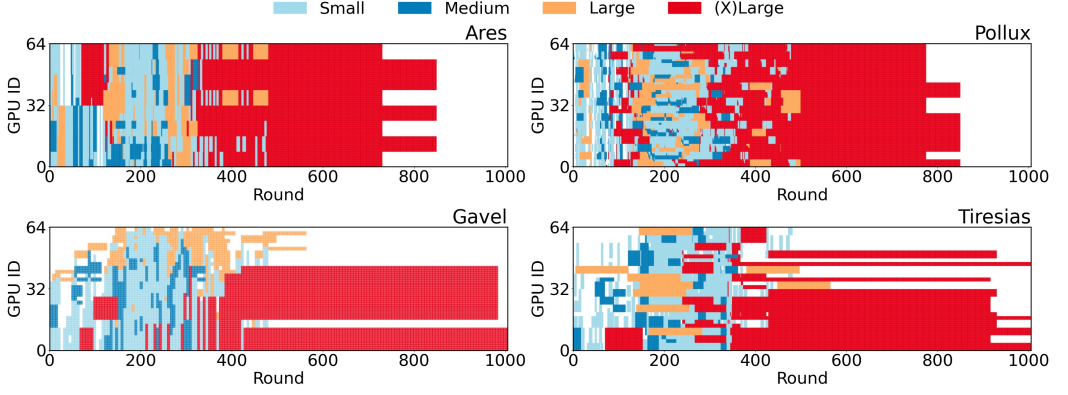 Small Medium Large (X)Large
Ares
64
32
0
GPU ID
0 200 400 600 800 1000
Round
Pollux
64
32
0
GPU ID
0 200 400 600 800 1000
Round
Gavel
64
32
0
GPU ID
0 200 400 600 800 1000
Round
Tiresias
64
32
0
GPU ID
0 200 400 600 800 1000
Round